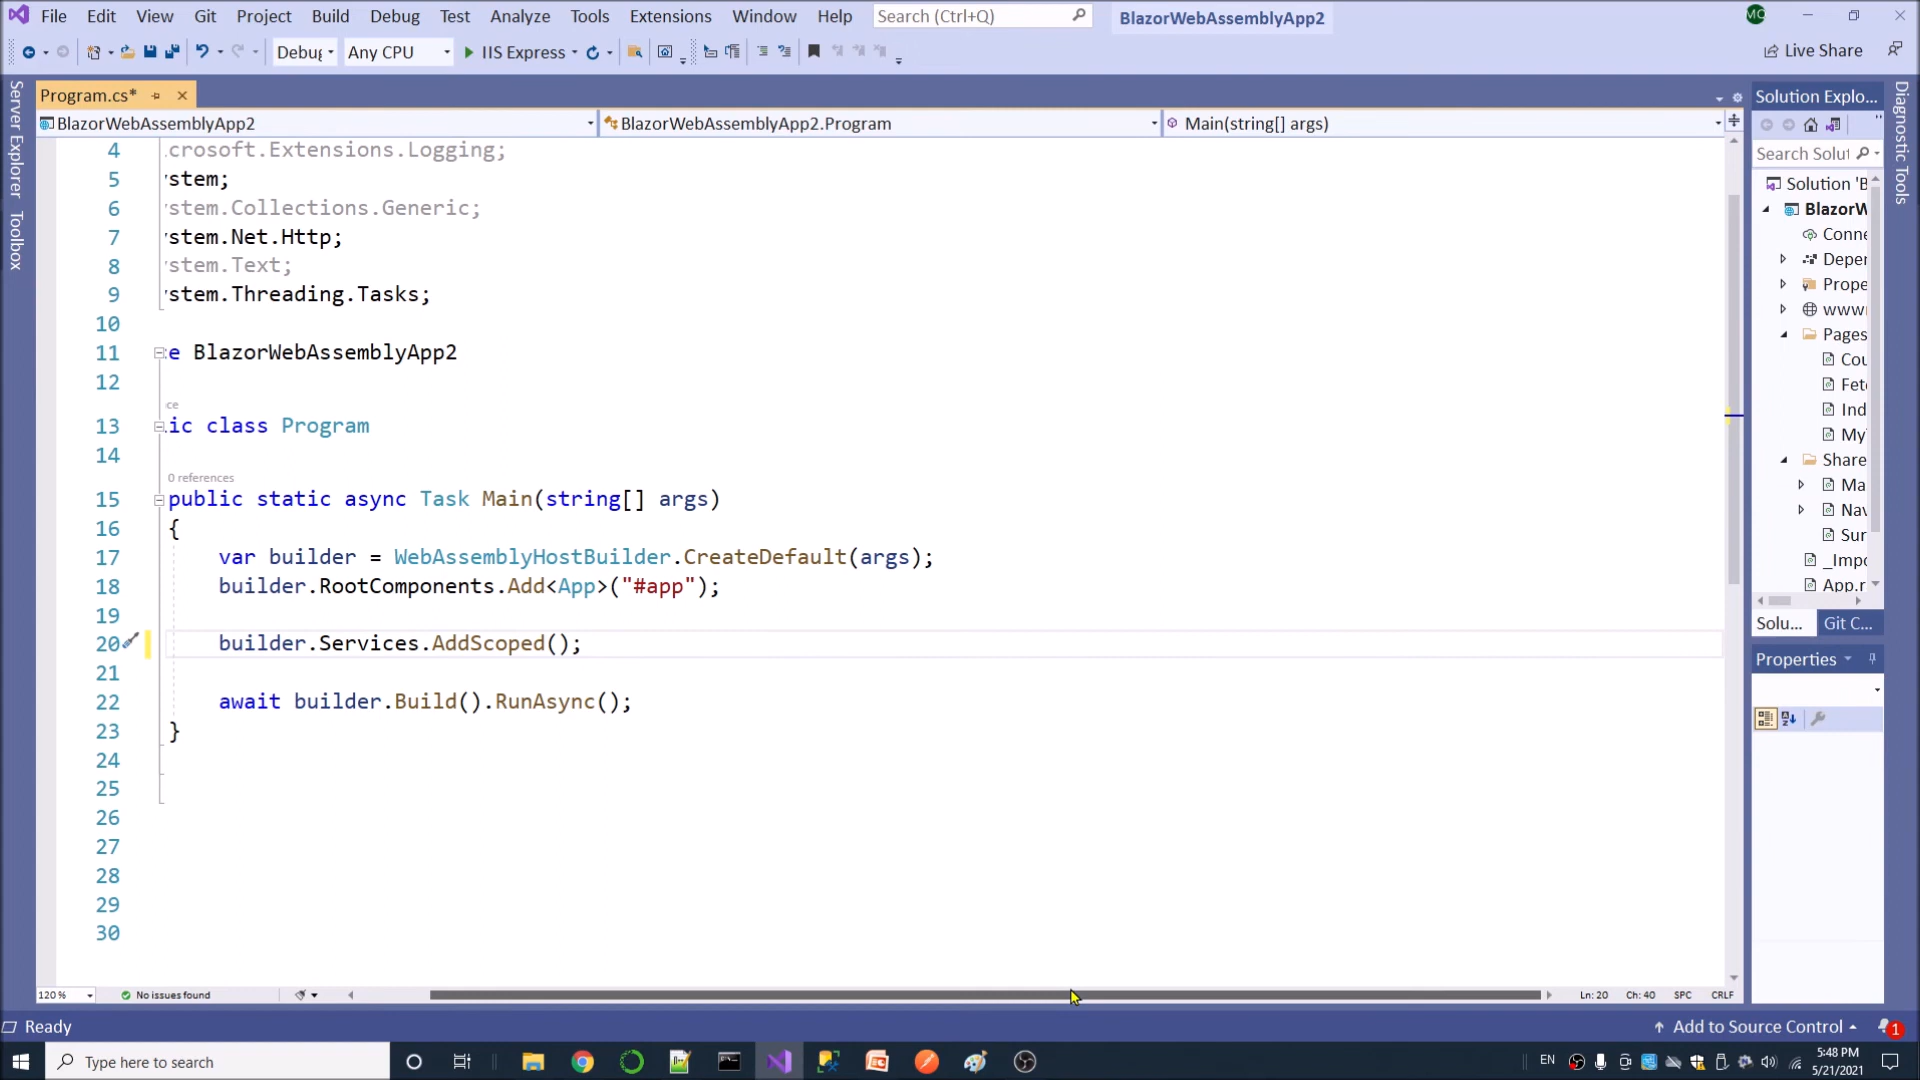 File Edit View Git Project Build Debug Test Analyze Tools Extensions Window Help Search (Ctrl+Q) BlazorWebAssemblyApp2 MC
Debug Any CPU IIS Express Live Share
Server Explorer
Toolbox
Program.cs*
BlazorWebAssemblyApp2 BlazorWebAssemblyApp2.Program Main(string[] args)
4 crosoft.Extensions.Logging;
5 stem;
6 stem.Collections.Generic;
7 stem.Net.Http;
8 stem.Text;
9 stem.Threading.Tasks;
10
11 e BlazorWebAssemblyApp2
12
ce
13 ic class Program
14
0 references
15 public static async Task Main(string[] args)
16 {
17 var builder = WebAssemblyHostBuilder.CreateDefault(args);
18 builder.RootComponents.Add<App>("#app");
19
20 builder.Services.AddScoped();
21
22 await builder.Build().RunAsync();
23 }
24
25
26
27
28
29
30
120 % No issues found Ln: 20 Ch: 40 SPC CRLF
Solution Explo...
Search Solut
Solution 'B
BlazorW
Conne
Deper
Prope
www
Pages
Cou
Fet
Ind
My
Share
Ma
Nav
Sur
_Impo
App.r
Solu... Git C...
Properties
Diagnostic Tools
Ready Add to Source Control 1
Type here to search EN 5:48 PM
5/21/2021